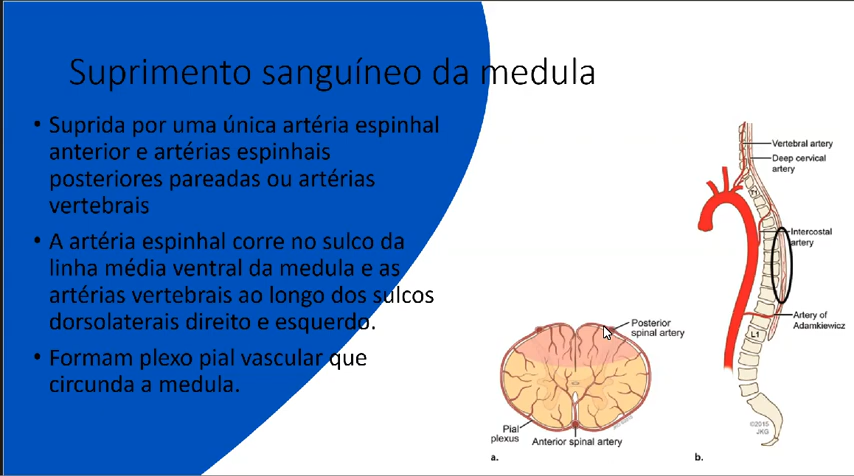 Suprimento sanguíneo da medula
• Suprida por uma única artéria espinhal
anterior e artérias espinhais
posteriores pareadas ou artérias
vertebrais
• A artéria espinhal corre no sulco da
linha média ventral da medula e as
artérias vertebrais ao longo dos sulcos
dorsolaterais direito e esquerdo.
• Formam plexo pial vascular que
circunda a medula.
Posterior
spinal artery
Pial
plexus
Anterior spinal artery
a.
Vertebral artery
Deep cervical
artery
Intercostal
artery
Artery of
Adamkiewicz
L1
©2015
JKG
b.